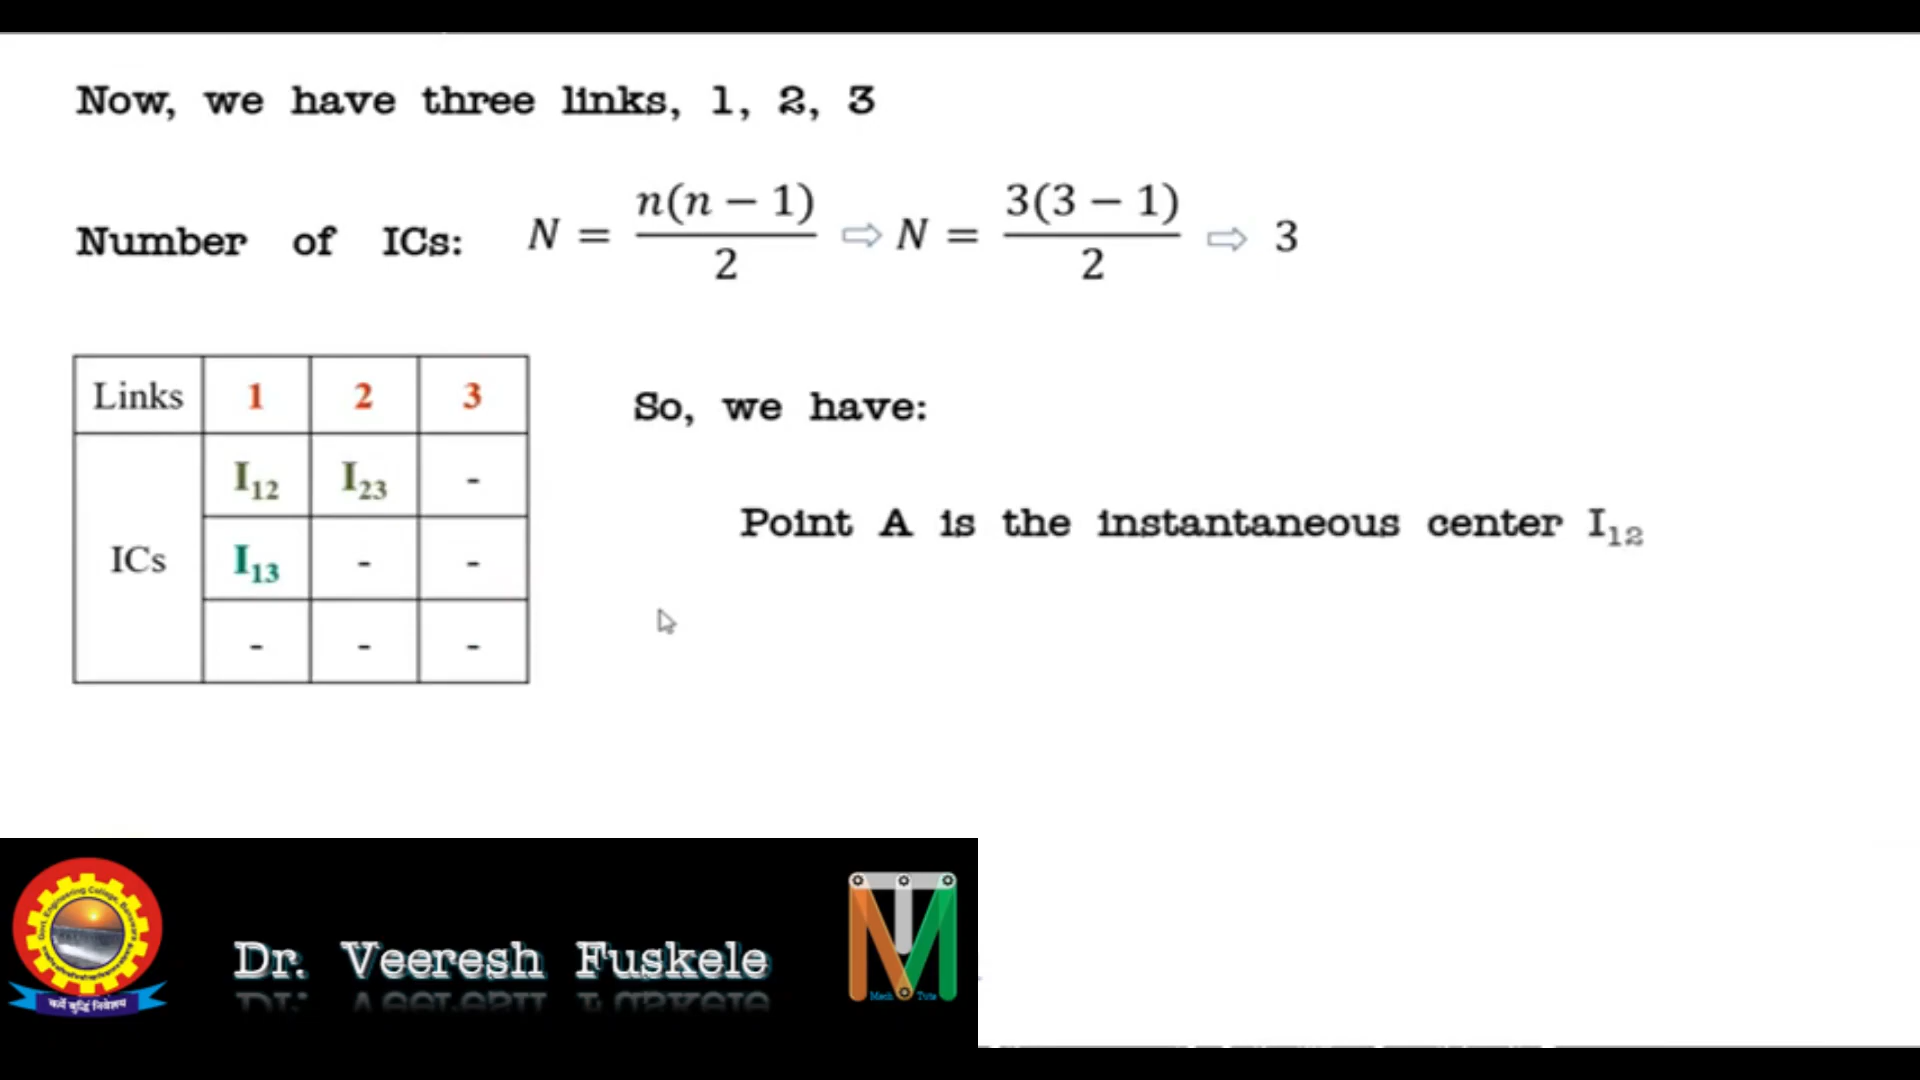 Now, we have three links, 1, 2, 3
Number of ICs: N = n(n − 1)/2 ⇨ N = 3(3 − 1)/2 ⇨ 3
Links 1 2 3
ICs I₁₂ I₂₃ -
I₁₃ - -
- - -
So, we have:
Point A is the instantaneous center I₁₂
Dr. Veeresh Fuskele
Mech Tuts